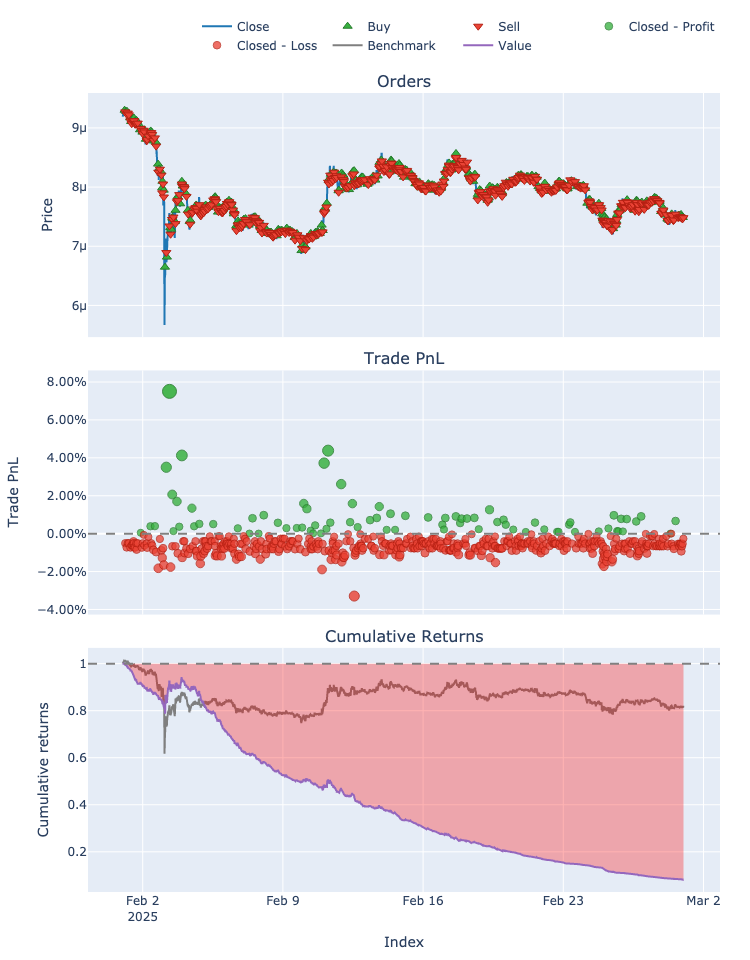 Close Buy Sell Closed - Profit
Closed - Loss Benchmark Value
Orders
9μ
8μ
7μ
6μ
Price
Trade PnL
8.00%
6.00%
4.00%
2.00%
0.00%
−2.00%
−4.00%
Trade PnL
Cumulative Returns
1
0.8
0.6
0.4
0.2
Cumulative returns
Feb 2 Feb 9 Feb 16 Feb 23 Mar 2
2025
Index